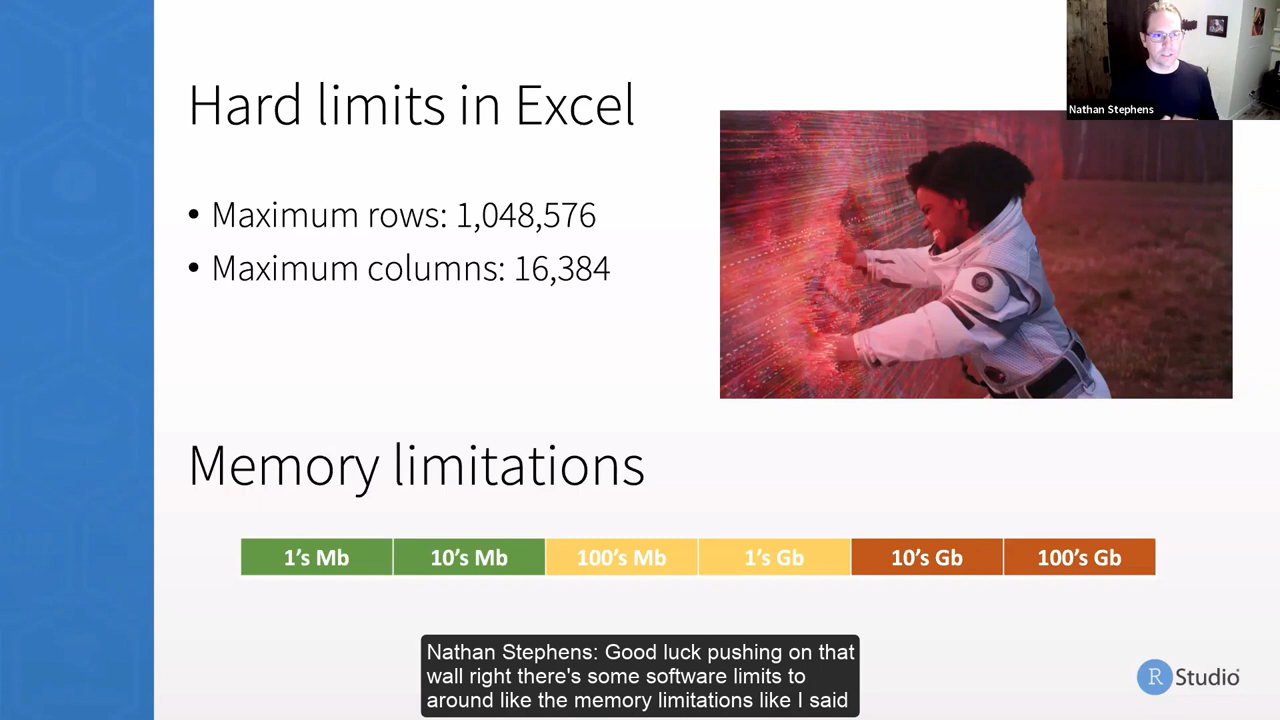 Hard limits in Excel
• Maximum rows: 1,048,576
• Maximum columns: 16,384
Nathan Stephens
Memory limitations
1's Mb 10's Mb 100's Mb 1's Gb 10's Gb 100's Gb
Nathan Stephens: Good luck pushing on that
wall right there's some software limits to
around like the memory limitations like I said
R Studio